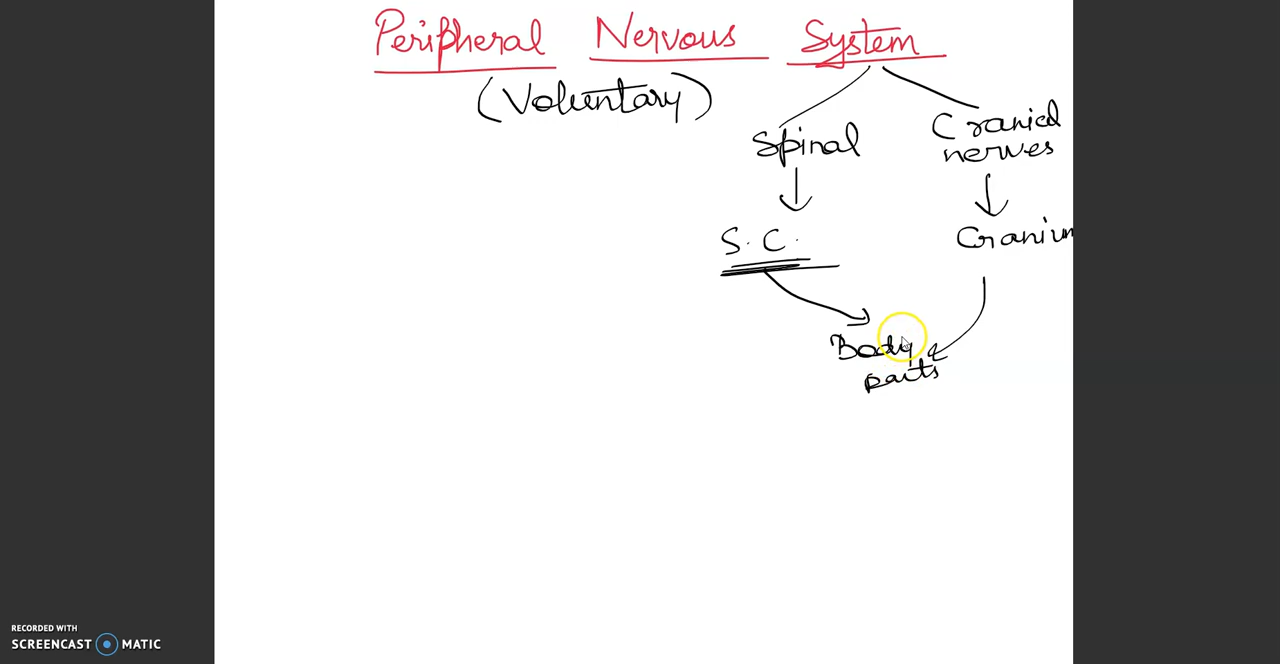 Peripheral Nervous System
(Voluntary)
Spinal
Cranial
nerves
S.C.
Cranium
Body
parts
RECORDED WITH
SCREENCAST MATIC